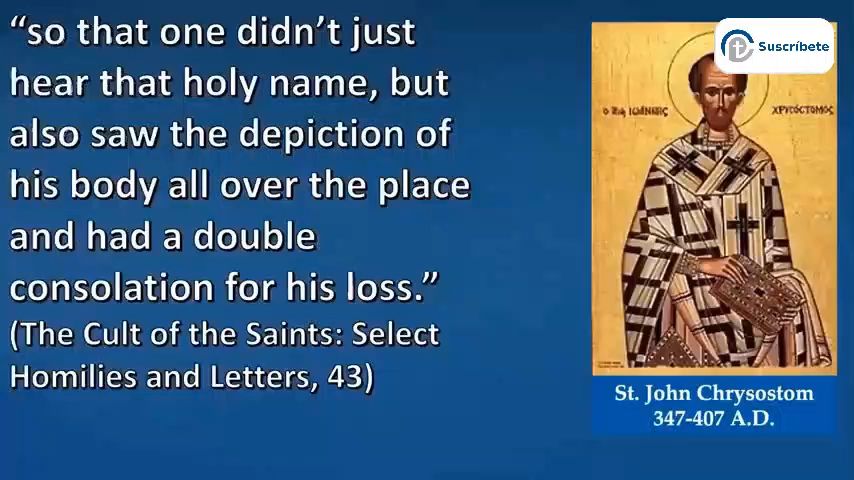 “so that one didn’t just
hear that holy name, but
also saw the depiction of
his body all over the place
and had a double
consolation for his loss.”
(The Cult of the Saints: Select
Homilies and Letters, 43)
Suscríbete
ΧΡΥСΌСΤΟΜΟС
St. John Chrysostom
347-407 A.D.